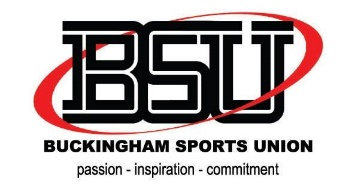 BSU
BUCKINGHAM SPORTS UNION
passion - inspiration - commitment